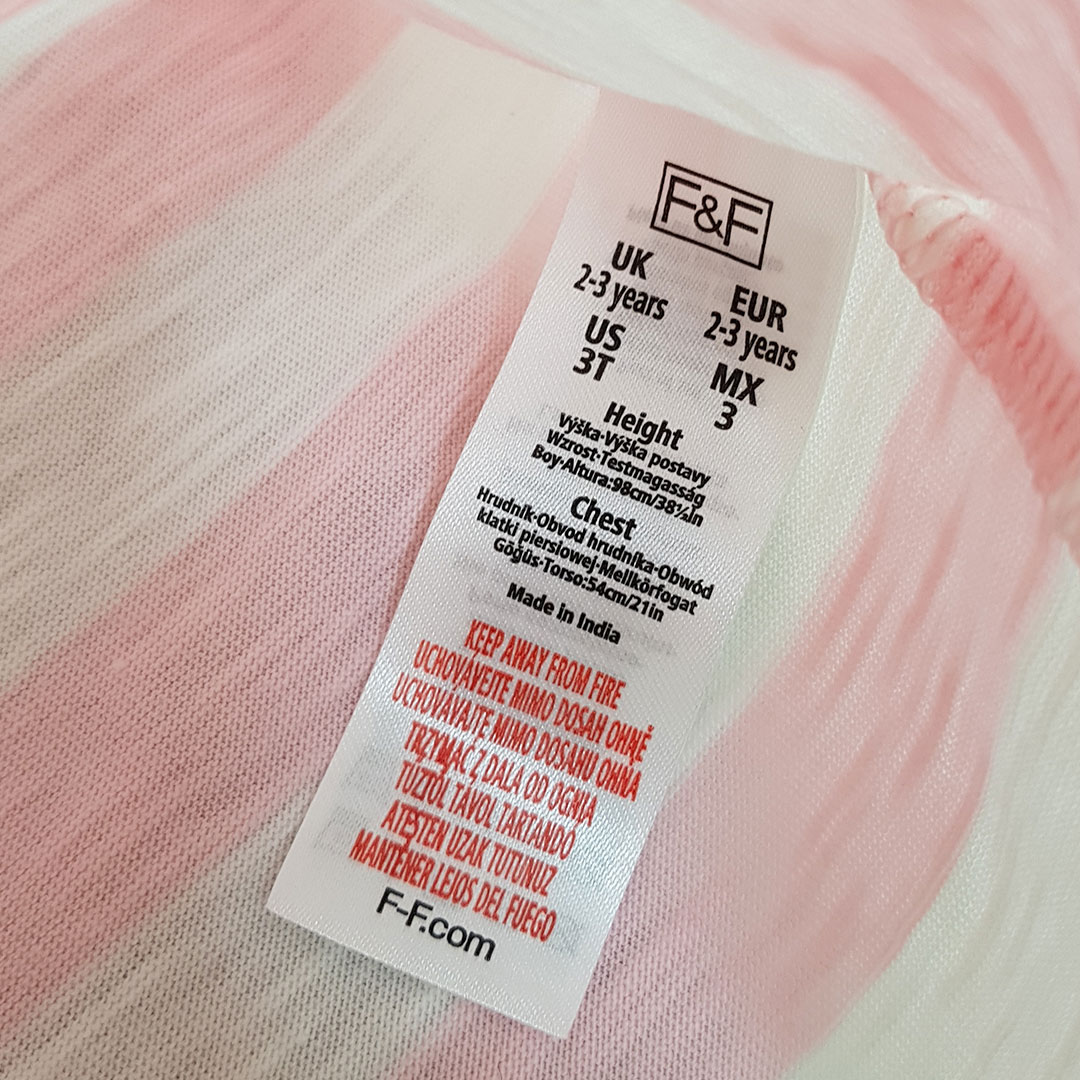 F&F
UK
2-3 years
EUR
2-3 years
US
3T
MX
3
Height
Výška·Výška postavy
Wzrost·Testmagasság
Boy·Altura:98cm/38½in
Chest
Hrudník·Obvod hrudníka·Obwód
klatki piersiowej·Mellkörfogat
Göğüs·Torso:54cm/21in
Made in India
KEEP AWAY FROM FIRE
UCHOVÁVEJTE MIMO DOSAH OHNĚ
UCHOVÁVAJTE MIMO DOSAHU OHŇA
TRZYMAĆ Z DALA OD OGNIA
TŰZTŐL TÁVOL TARTANDÓ
ATEŞTEN UZAK TUTUNUZ
MANTENER LEJOS DEL FUEGO
F-F.com